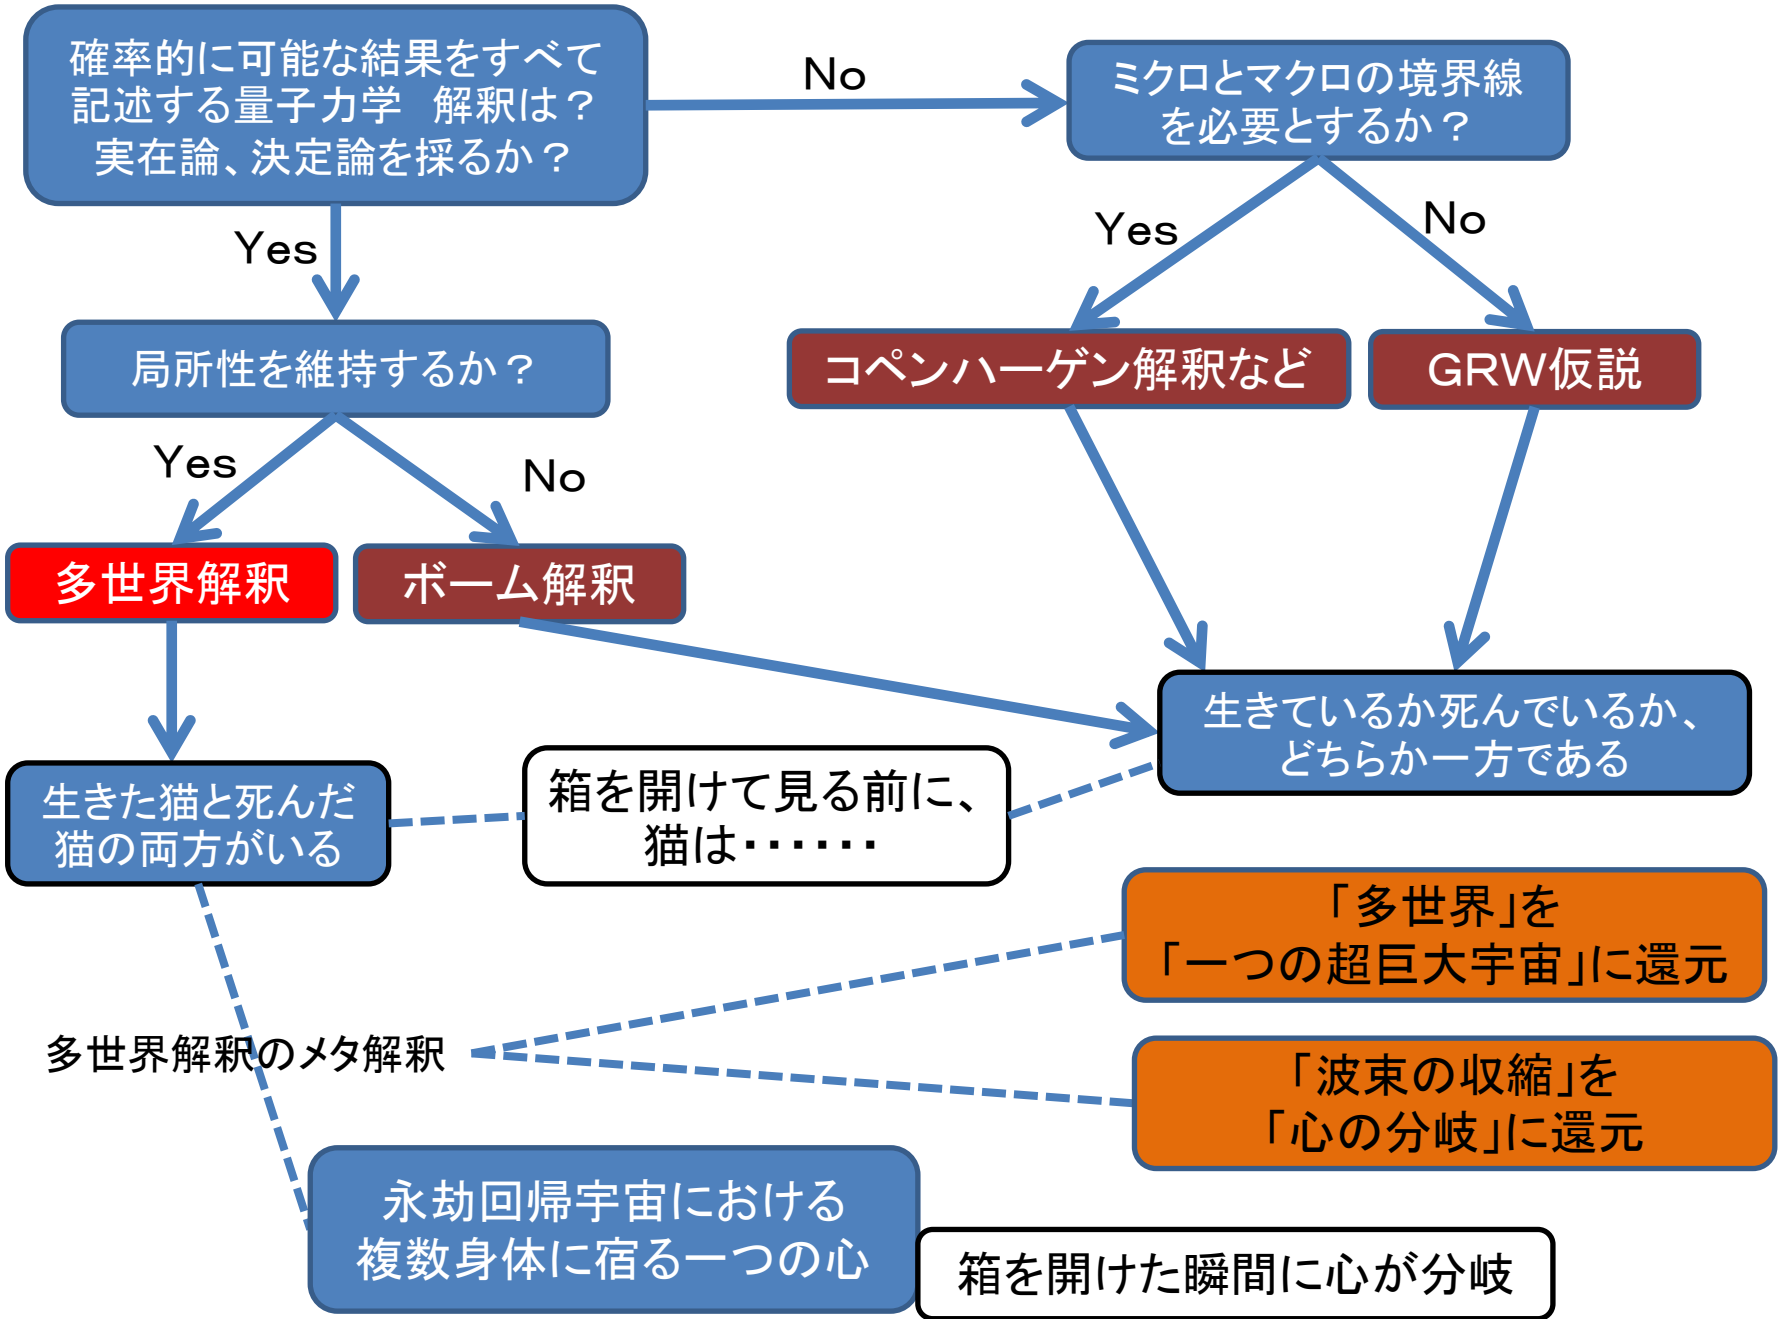 確率的に可能な結果をすべて
記述する量子力学　解釈は？
実在論、決定論を採るか？
No
ミクロとマクロの境界線
を必要とするか？
Yes
Yes
No
局所性を維持するか？
コペンハーゲン解釈など
GRW仮説
Yes
No
多世界解釈
ボーム解釈
生きているか死んでいるか、
どちらか一方である
生きた猫と死んだ
猫の両方がいる
箱を開けて見る前に、
猫は・・・・・・
「多世界」を
「一つの超巨大宇宙」に還元
多世界解釈のメタ解釈
「波束の収縮」を
「心の分岐」に還元
永劫回帰宇宙における
複数身体に宿る一つの心
箱を開けた瞬間に心が分岐